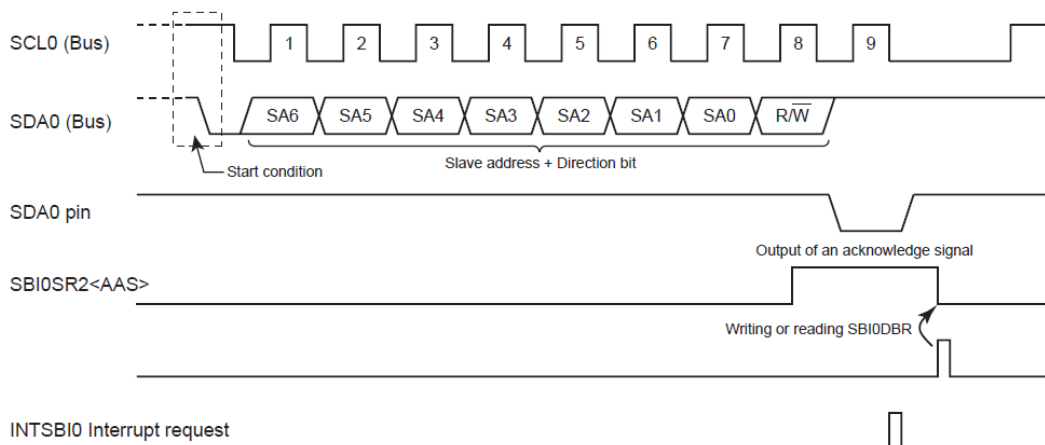 SCL0 (Bus)
1 2 3 4 5 6 7 8 9
SDA0 (Bus)
SA6 SA5 SA4 SA3 SA2 SA1 SA0 R/W̅
Slave address + Direction bit
Start condition
SDA0 pin
Output of an acknowledge signal
SBI0SR2<AAS>
Writing or reading SBI0DBR
INTSBI0 Interrupt request